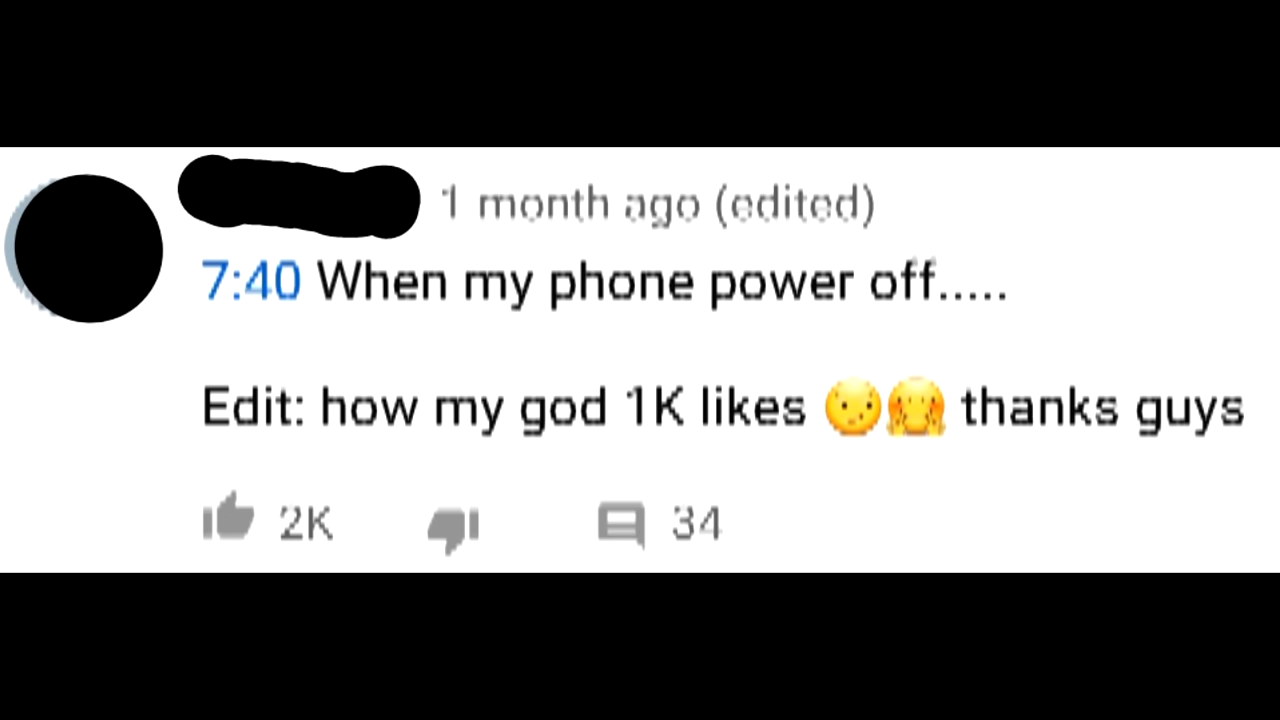 1 month ago (edited)
7:40 When my phone power off.....
Edit: how my god 1K likes 🥺🤗 thanks guys
2K 34